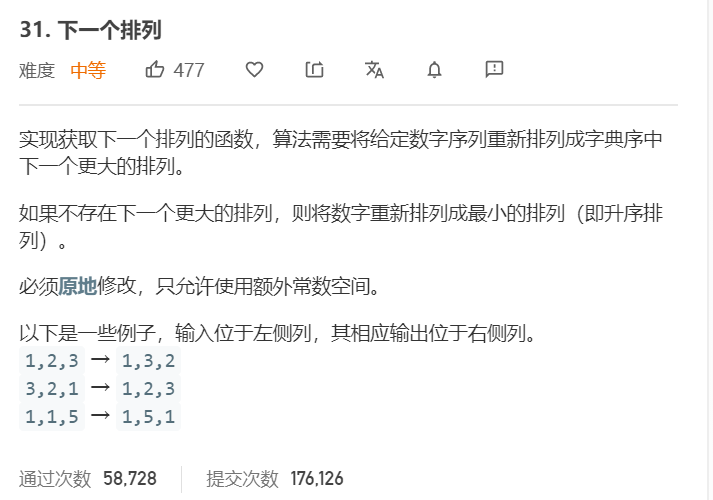 31. 下一个排列
难度 中等 477
实现获取下一个排列的函数，算法需要将给定数字序列重新排列成字典序中
下一个更大的排列。
如果不存在下一个更大的排列，则将数字重新排列成最小的排列（即升序排
列）。
必须原地修改，只允许使用额外常数空间。
以下是一些例子，输入位于左侧列，其相应输出位于右侧列。
1,2,3 → 1,3,2
3,2,1 → 1,2,3
1,1,5 → 1,5,1
通过次数 58,728 提交次数 176,126